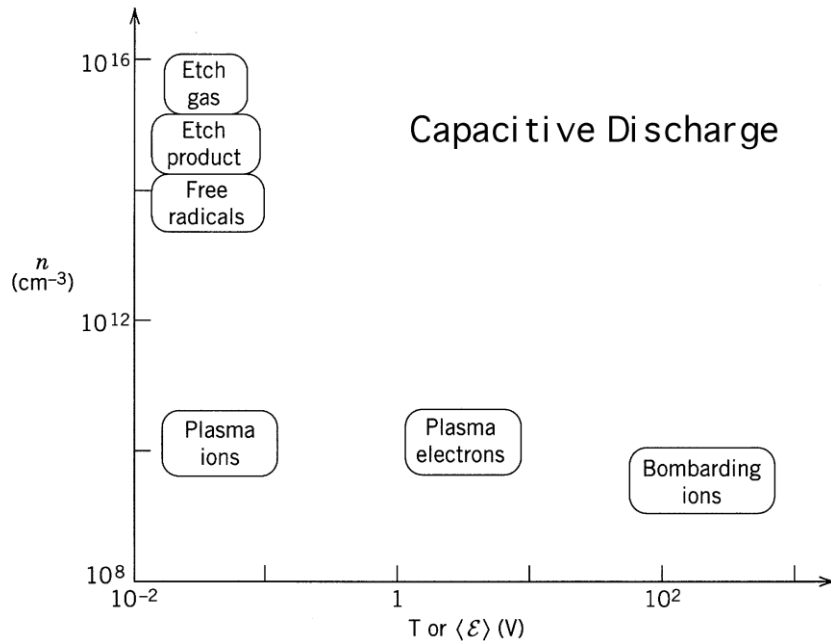 10^16
Etch
gas
Capacitive Discharge
Etch
product
Free
radicals
n
(cm^-3)
10^12
Plasma
ions
Plasma
electrons
Bombarding
ions
10^8
10^-2
1
10^2
T or ⟨ℰ⟩ (V)